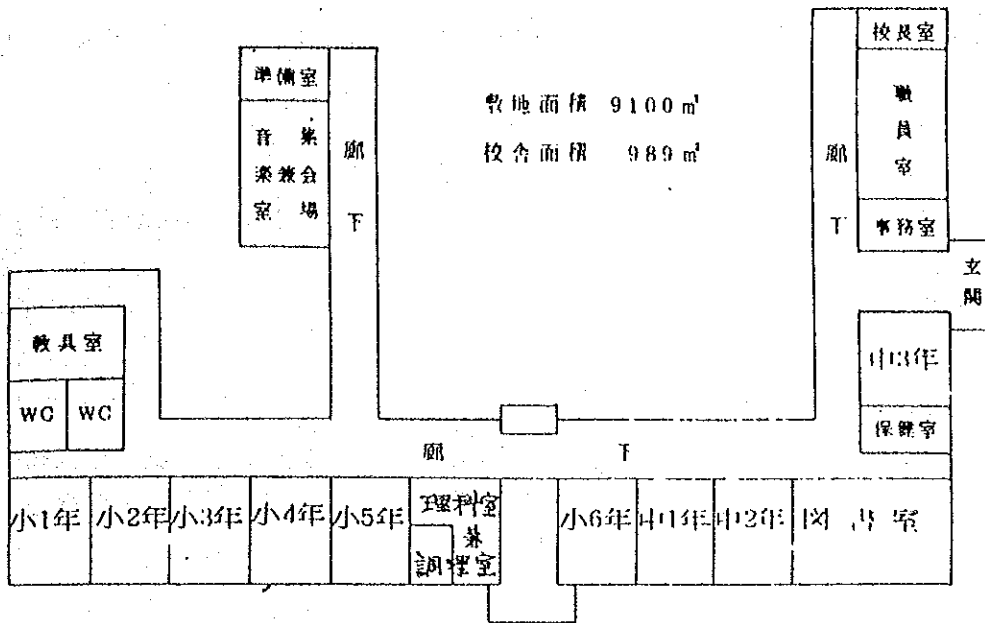 校長室
準備室
職員室
敷地面積 9100㎡
校舎面積 989㎡
音楽室兼集会場
廊下
廊下
事務室
玄関
教具室
中3年
WC
WC
保健室
廊下
小1年
小2年
小3年
小4年
小5年
理科室
兼
調理室
小6年
中1年
中2年
図書室